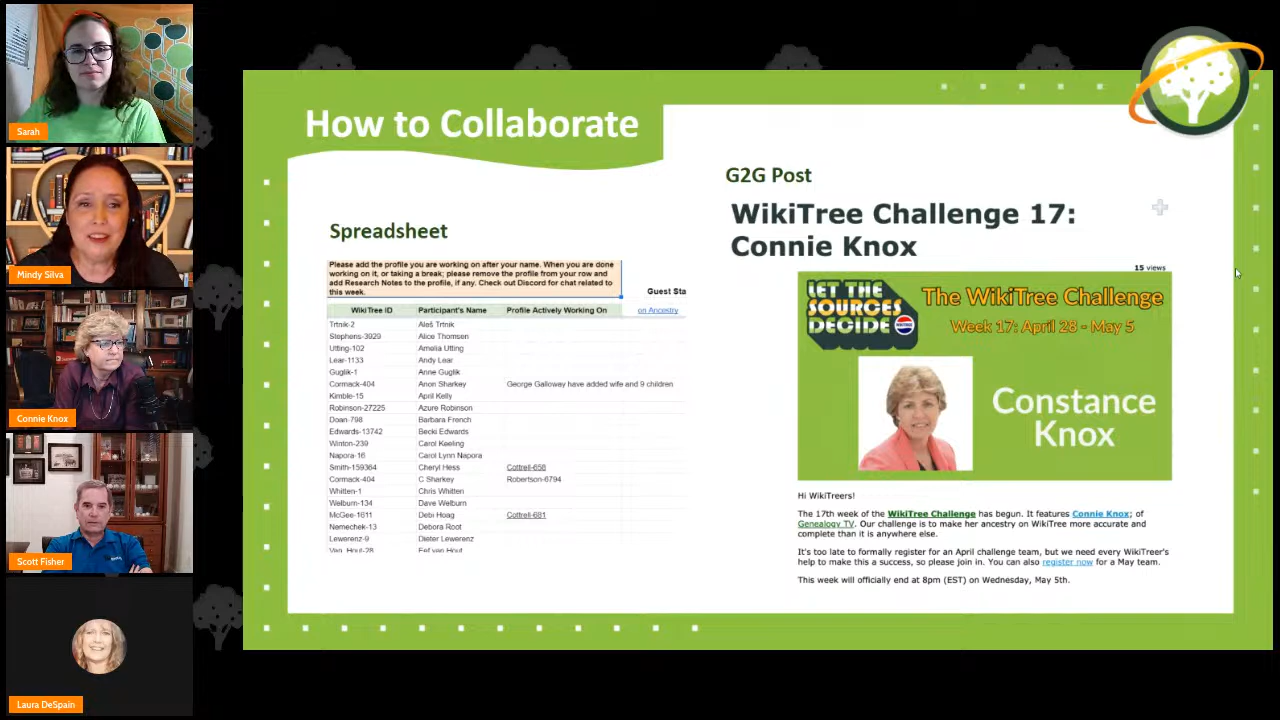 Sarah
Mindy Silva
Connie Knox
Scott Fisher
Laura DeSpain
How to Collaborate
Spreadsheet
Please add the profile you are working on after your name. When you are done
working on it, or taking a break; please remove the profile from your row and
add Research Notes to the profile, if any. Check out Discord for chat related to
this week.
Guest Sta
WikiTree ID Participant's Name Profile Actively Working On on Ancestry
Trtnik-2 Aleš Trtnik
Stephens-3929 Alice Thomsen
Utting-102 Amelia Utting
Lear-1133 Andy Lear
Guglik-1 Anne Guglik
Cormack-404 Anon Sharkey George Galloway have added wife and 9 children
Kimble-15 April Kelly
Robinson-27225 Azure Robinson
Doan-798 Barbara French
Edwards-13742 Becki Edwards
Winton-239 Carol Keeling
Napora-16 Carol Lynn Napora
Smith-159364 Cheryl Hess Cottrell-658
Cormack-404 C Sharkey Robertson-6794
Whitten-1 Chris Whitten
Welburn-134 Dave Welburn
McGee-1611 Debi Hoag Cottrell-681
Nemechek-13 Debora Root
Lewerenz-9 Dieter Lewerenz
G2G Post
WikiTree Challenge 17:
Connie Knox
15 views
LET THE
SOURCES
DECIDE
The WikiTree Challenge
Week 17: April 28 - May 5
Constance
Knox
Hi WikiTreers!
The 17th week of the WikiTree Challenge has begun. It features Connie Knox; of
Genealogy TV. Our challenge is to make her ancestry on WikiTree more accurate and
complete than it is anywhere else.
It's too late to formally register for an April challenge team, but we need every WikiTreer's
help to make this a success, so please join in. You can also register now for a May team.
This week will officially end at 8pm (EST) on Wednesday, May 5th.